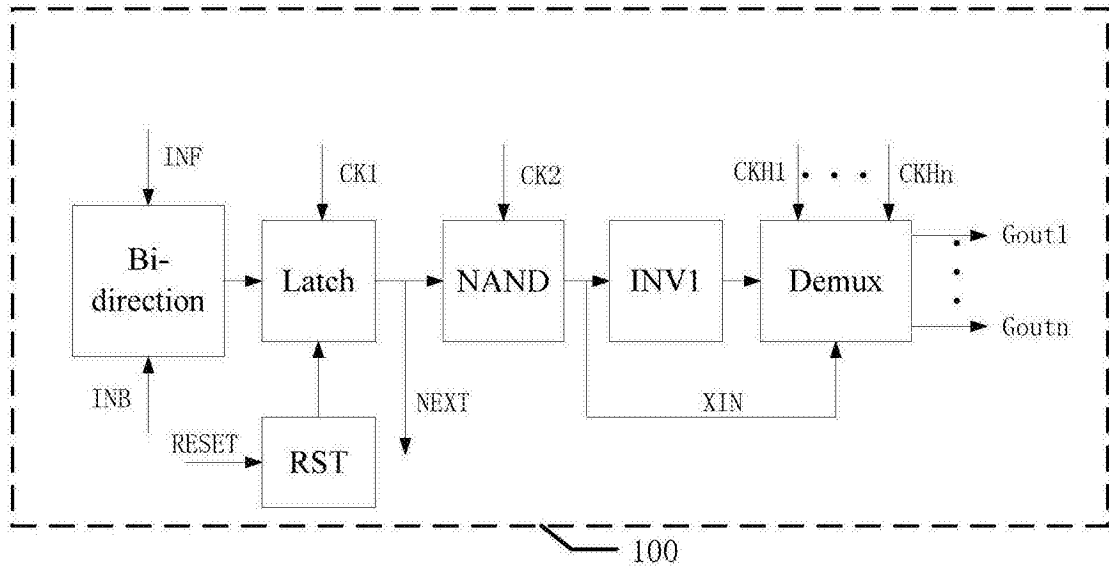 INF
CK1
CK2
CKH1
CKHn
Bi-
direction
Latch
NAND
INV1
Demux
Gout1
Goutn
INB
NEXT
XIN
RESET
RST
100